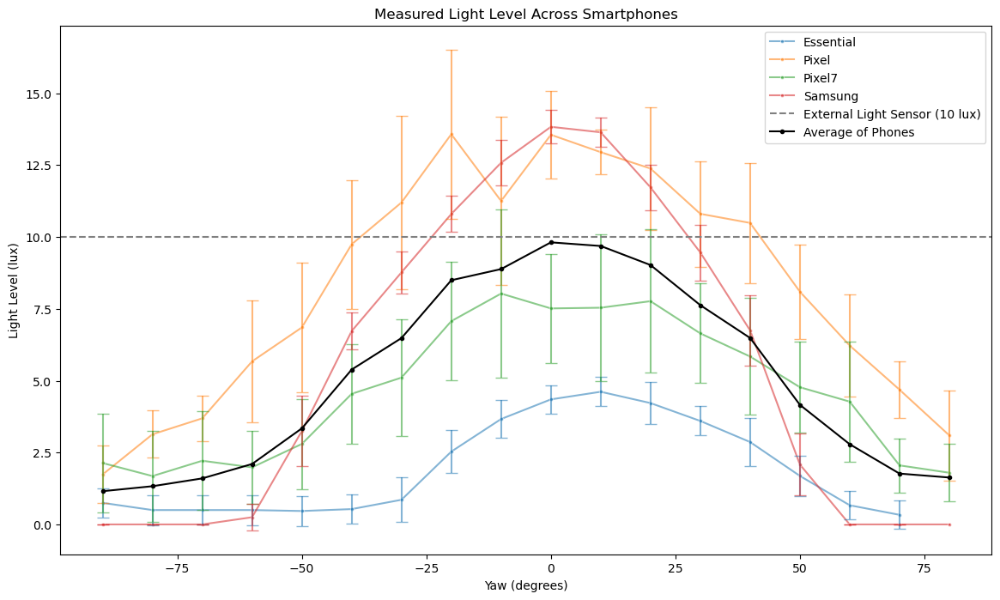 Measured Light Level Across Smartphones
Essential
Pixel
Pixel7
Samsung
External Light Sensor (10 lux)
Average of Phones
Light Level (lux)
15.0
12.5
10.0
7.5
5.0
2.5
0.0
−75
−50
−25
0
25
50
75
Yaw (degrees)